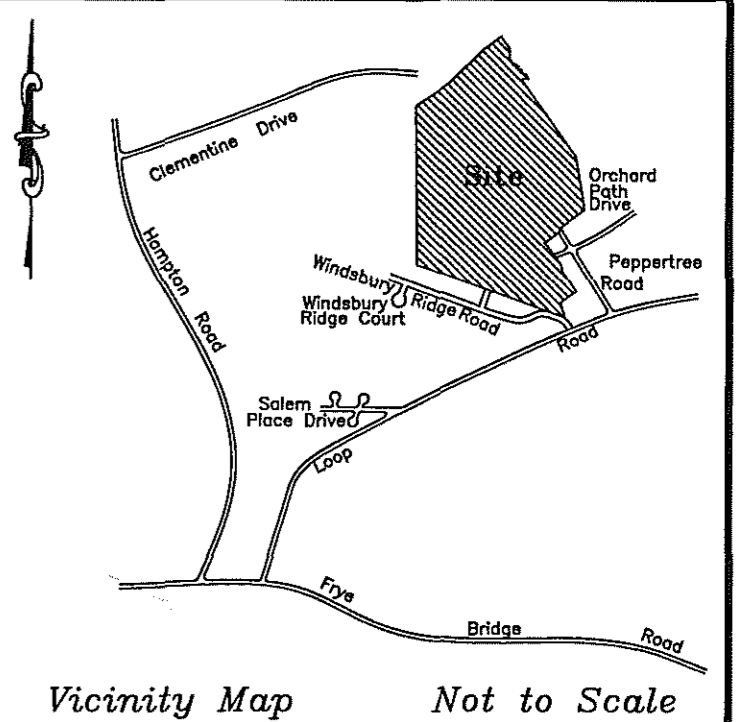 Clementine Drive
Site
Orchard
Path
Drive
Hampton Road
Peppertree
Road
Windsbury Ridge Road
Windsbury
Ridge Court
Loop Road
Salem
Place Drive
Frye Bridge Road
Vicinity Map
Not to Scale